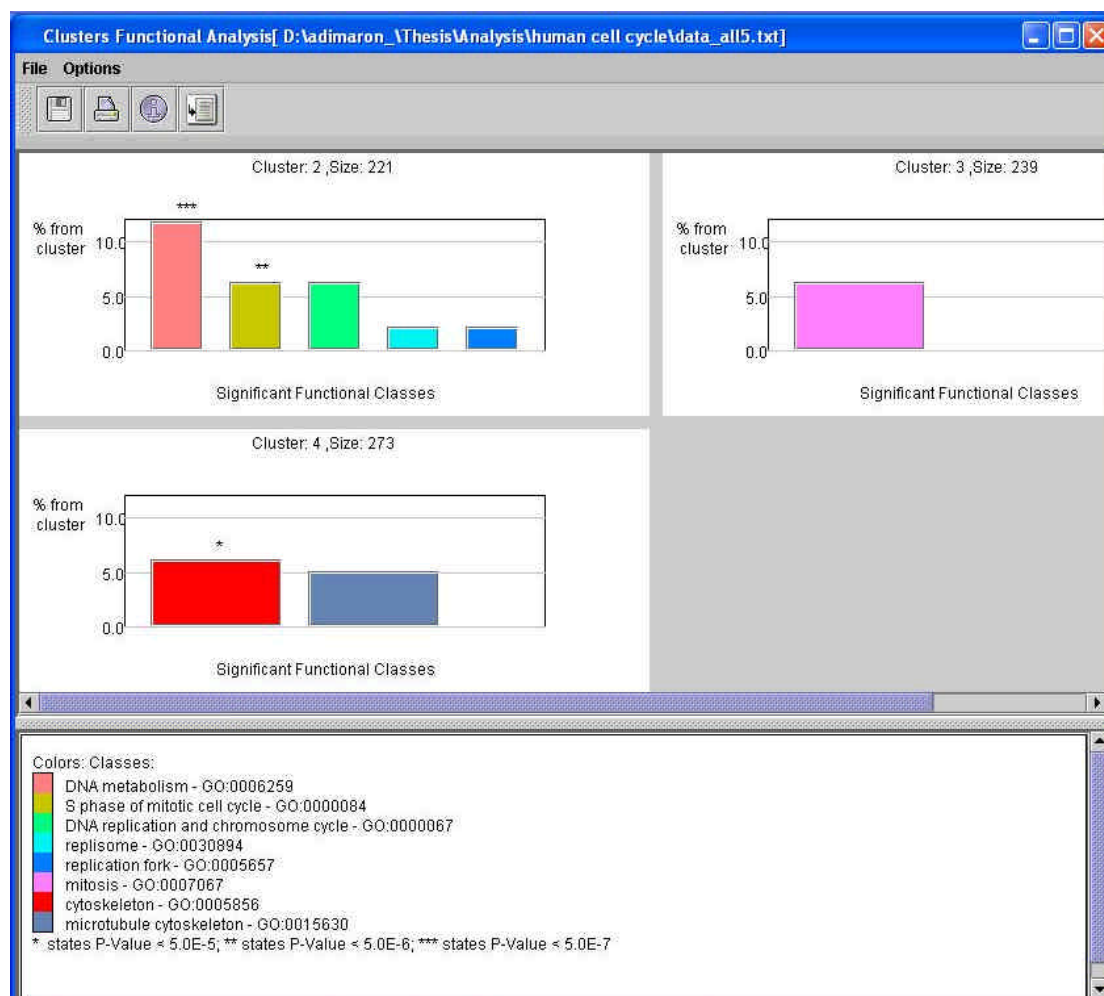 Clusters Functional Analysis[ D:\adimaron_\Thesis\Analysis\human cell cycle\data_all5.txt]
File Options
Cluster: 2 ,Size: 221
% from
cluster
***
**
10.0
5.0
0.0
Significant Functional Classes
Cluster: 3 ,Size: 239
% from
cluster
10.0
5.0
0.0
Significant Functional Classes
Cluster: 4 ,Size: 273
% from
cluster
*
10.0
5.0
0.0
Significant Functional Classes
Colors: Classes:
DNA metabolism - GO:0006259
S phase of mitotic cell cycle - GO:0000084
DNA replication and chromosome cycle - GO:0000067
replisome - GO:0030894
replication fork - GO:0005657
mitosis - GO:0007067
cytoskeleton - GO:0005856
microtubule cytoskeleton - GO:0015630
* states P-Value < 5.0E-5; ** states P-Value < 5.0E-6; *** states P-Value < 5.0E-7